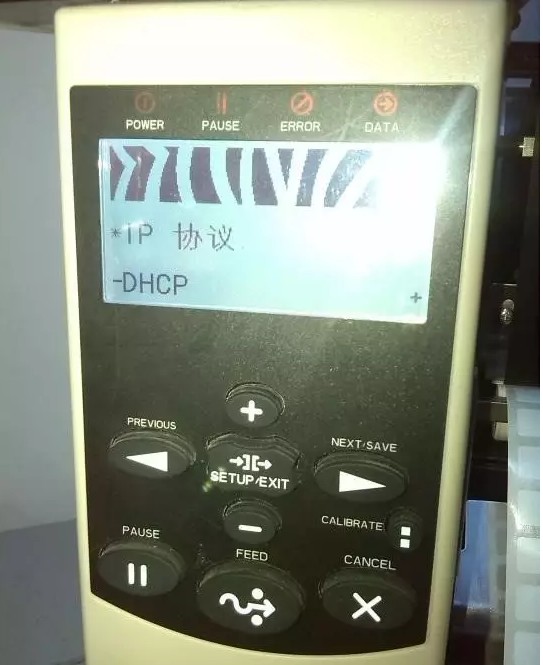 POWER PAUSE ERROR DATA
*IP 协议
-DHCP +
PREVIOUS
NEXT/SAVE
SETUP/EXIT
CALIBRATE
PAUSE
FEED
CANCEL